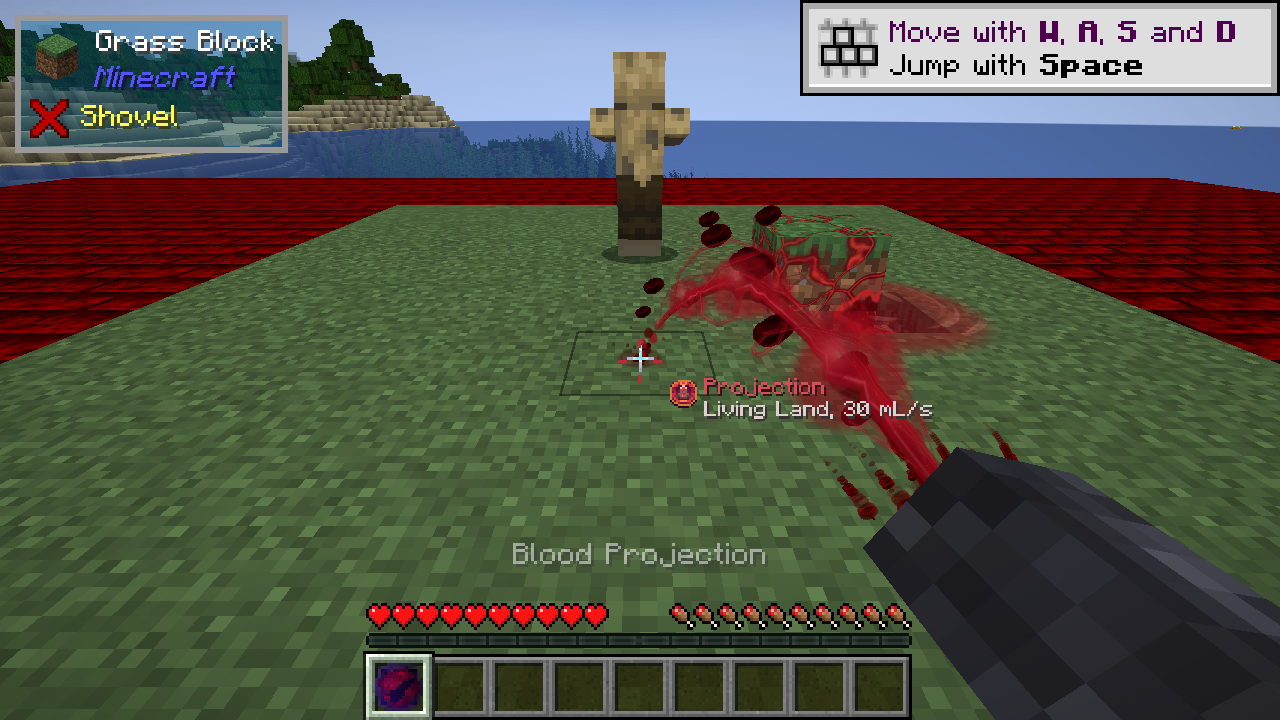 Grass Block
Minecraft
Shovel
Move with W, A, S and D
Jump with Space
Projection
Living Land, 30 mL/s
Blood Projection